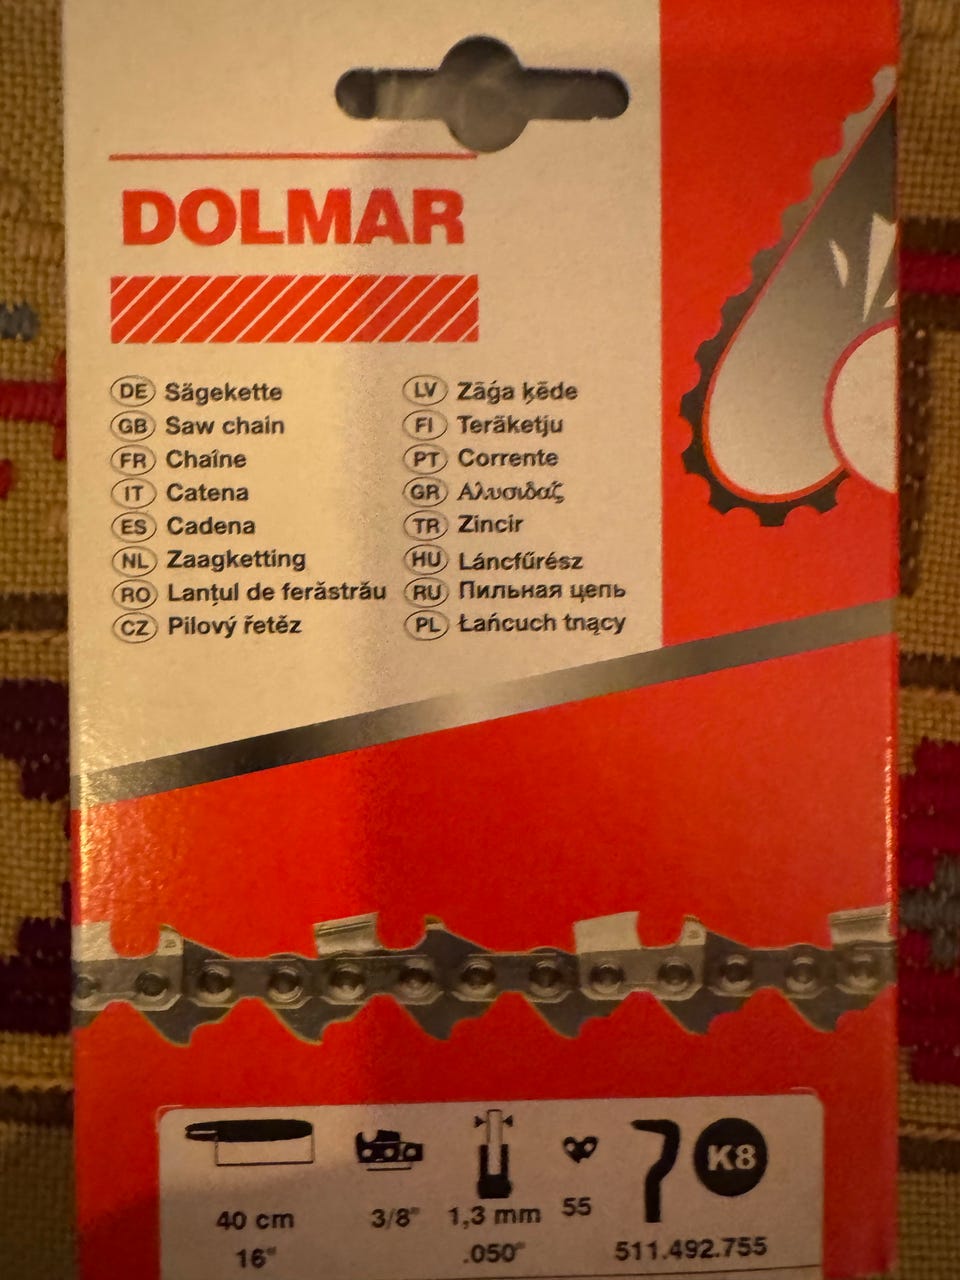 DOLMAR
DE Sägekette
GB Saw chain
FR Chaîne
IT Catena
ES Cadena
NL Zaagketting
RO Lanțul de ferăstrău
CZ Pilový řetěz
LV Zāģa ķēde
FI Teräketju
PT Corrente
GR Αλυσιδαζ
TR Zincir
HU Láncfűrész
RU Пильная цепь
PL Łańcuch tnący
K8
40 cm 3/8" 1,3 mm 55
16" .050" 511.492.755